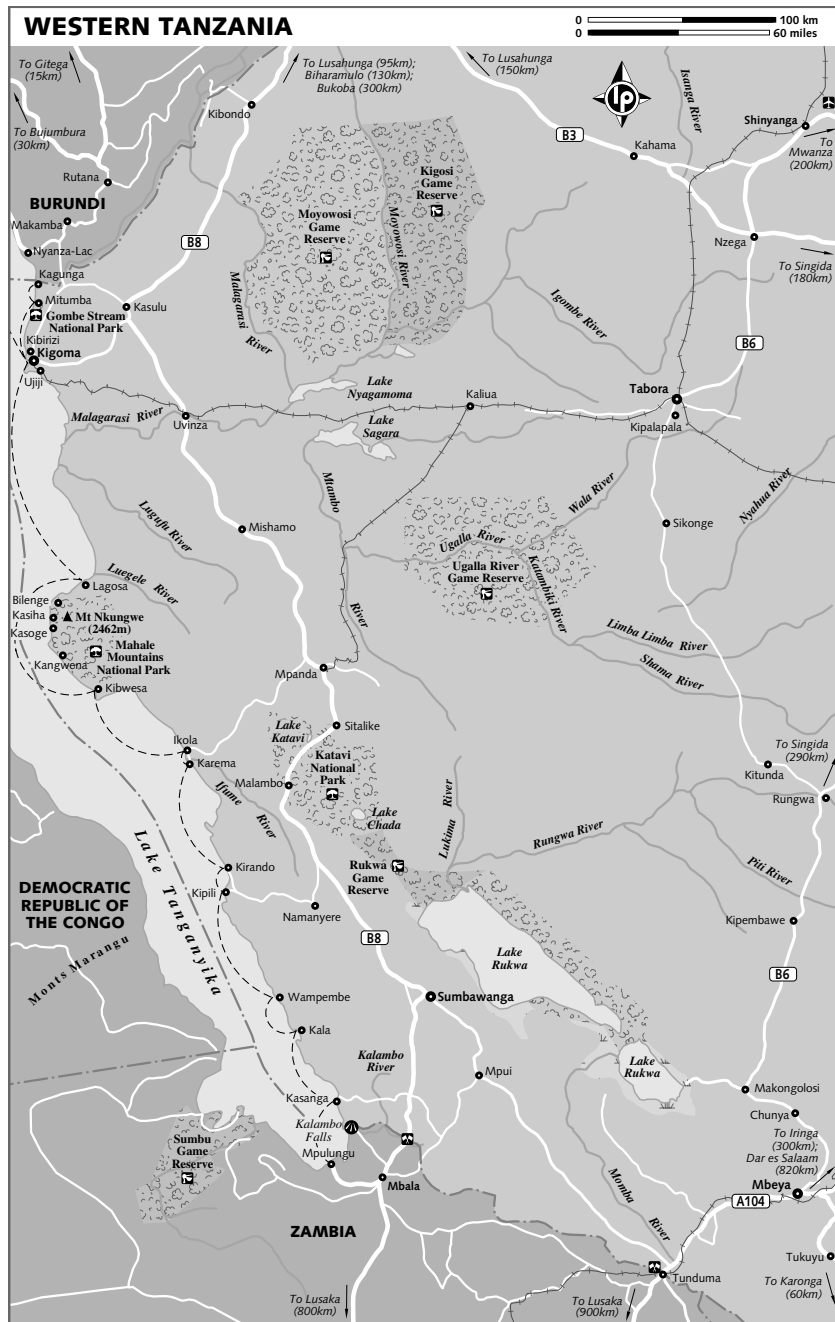 WESTERN TANZANIA
0 100 km
0 60 miles
To Gitega
(15km)
To Lusahunga (95km);
Biharamulo (130km);
Bukoba (300km)
To Lusahunga
(150km)
lp
Isanga River
Shinyanga
To Bujumbura
(30km)
Kibondo
B3
Kahama
To
Mwanza
(200km)
Rutana
BURUNDI
Kigosi
Game
Reserve
Moyowosi
Game
Reserve
Moyowosi River
Makamba
B8
Nzega
Nyanza-Lac
Kagunga
Malagarasi
River
To Singida
(180km)
Mitumba
Kasulu
Igombe River
Gombe Stream
National Park
B6
Kibirizi
Kigoma
Ujiji
Lake
Nyagamoma
Tabora
Kaliua
Malagarasi River
Uvinza
Kipalapala
Lake
Sagara
Mtambo
River
Wala River
Nyahua River
Lugufu River
Mishamo
Sikonge
Ugalla River
Luegele River
Ugalla River
Game Reserve
Katambiki River
Lagosa
Bilenge
Kasiha
Mt Nkungwe
(2462m)
Kasoge
Limba Limba River
Mahale
Mountains
National Park
Kangwena
Shama River
Mpanda
Kibwesa
Lake
Katavi
Sitalike
Ikola
Karema
Katavi
National
Park
To Singida
(290km)
Kitunda
Malambo
Rungwa
Ifume
River
Lake
Chada
Lukima River
Rungwa River
Lake Tanganyika
Kirando
Rukwa
Game
Reserve
Piti River
DEMOCRATIC
REPUBLIC OF
THE CONGO
Kipili
Namanyere
Kipembawe
B8
Monts Marangu
Lake
Rukwa
B6
Wampembe
Sumbawanga
Kala
Kalambo
River
Mpui
Lake
Rukwa
Kasanga
Makongolosi
Chunya
Kalambo
Falls
Sumbu
Game
Reserve
To Iringa
(300km);
Dar es Salaam
(820km)
Mpulungu
Mbala
Momba
River
Mbeya
A104
ZAMBIA
Tukuyu
Tunduma
To Lusaka
(800km)
To Lusaka
(900km)
To Karonga
(60km)